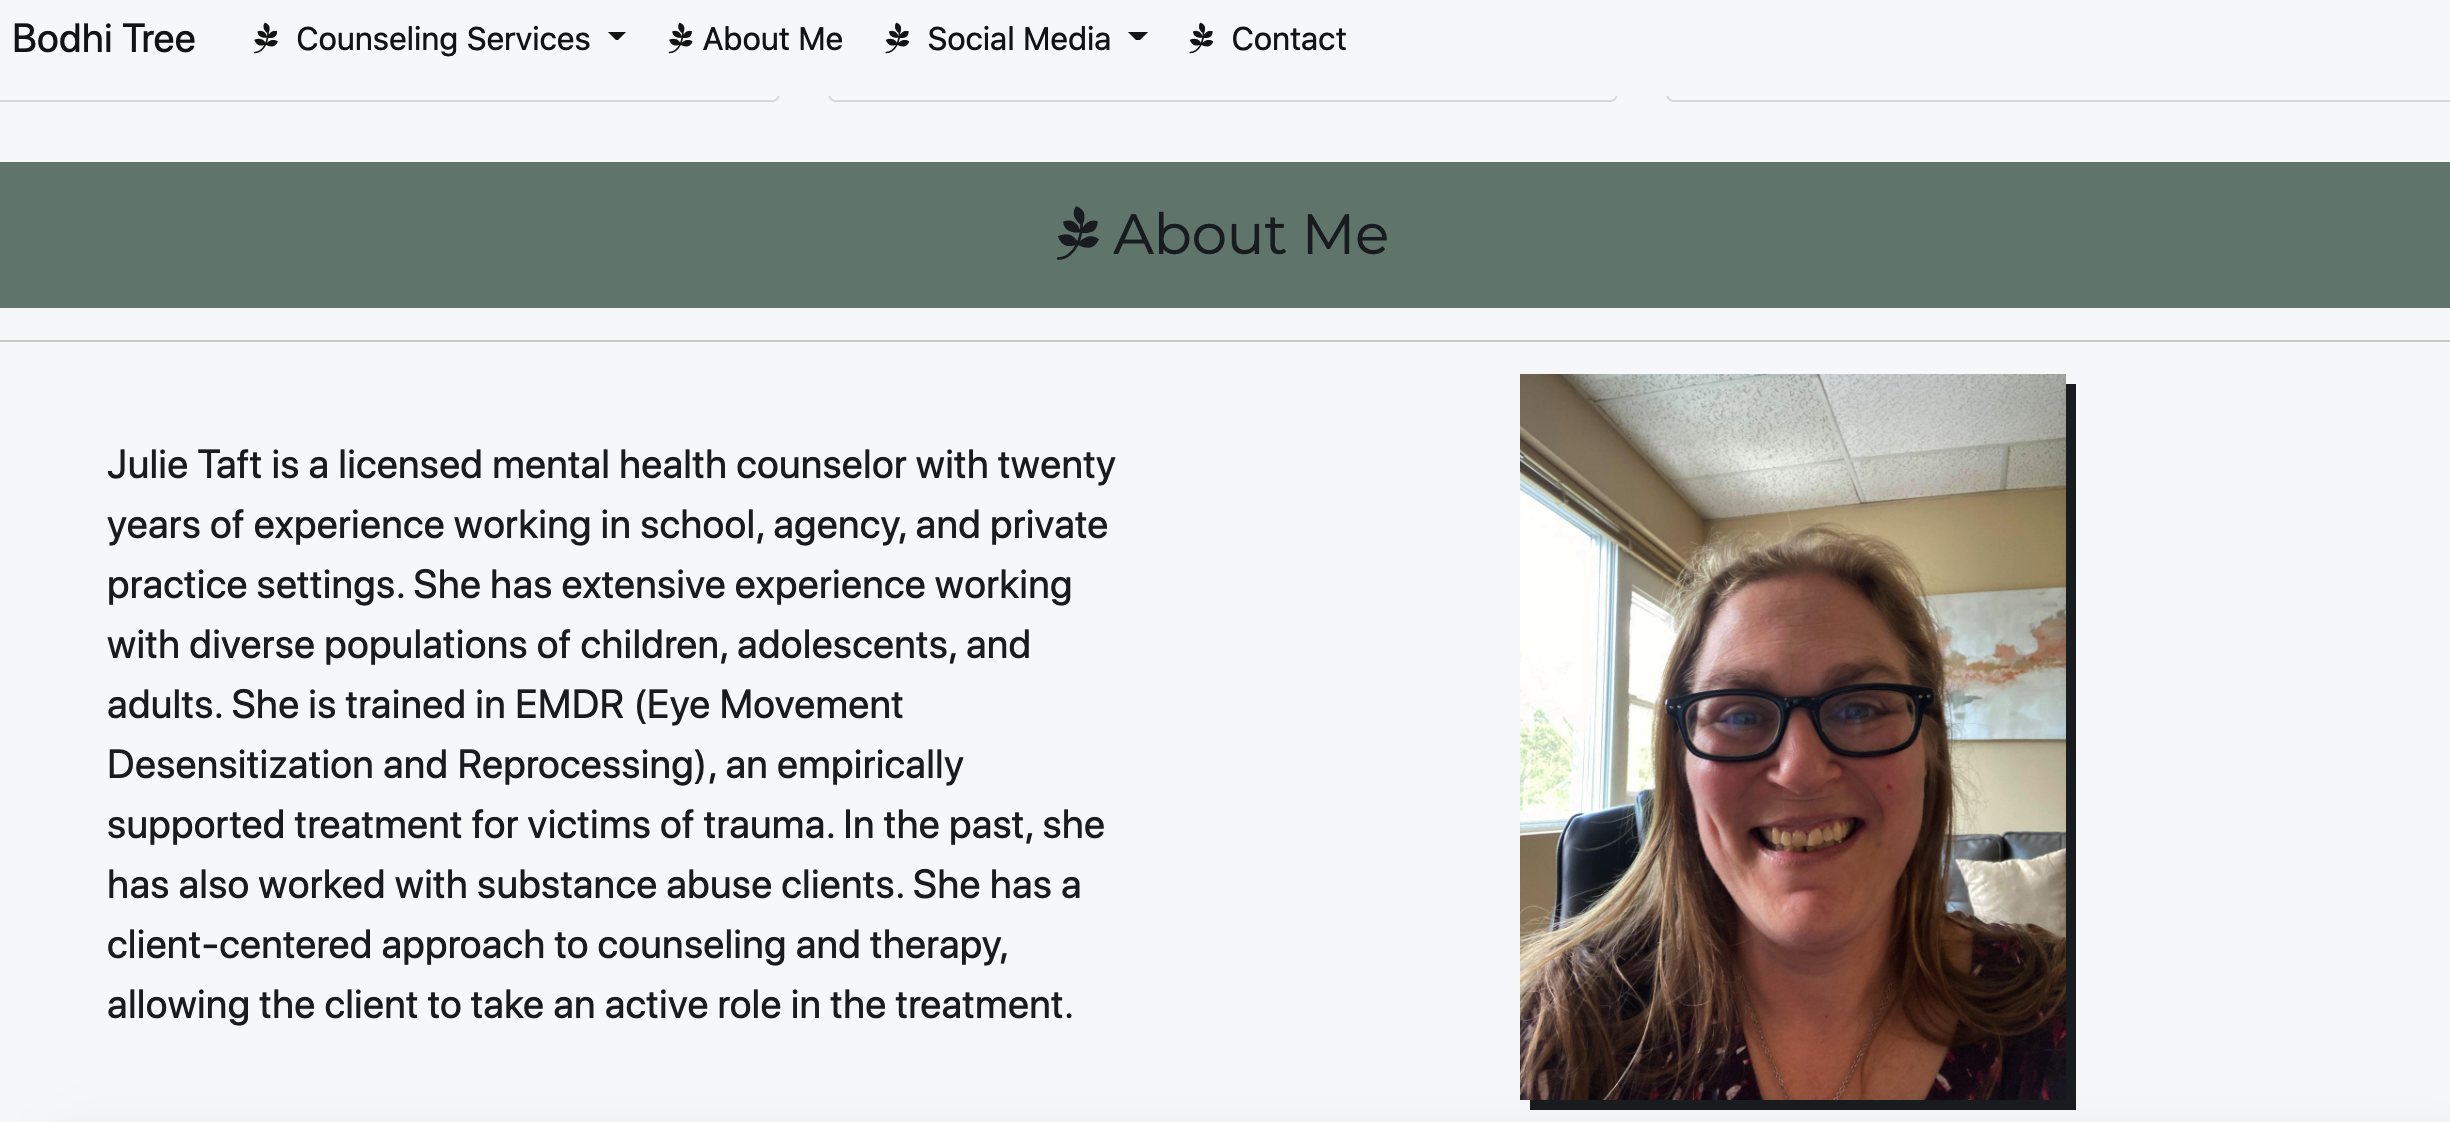 Bodhi Tree Counseling Services About Me Social Media Contact
About Me
Julie Taft is a licensed mental health counselor with twenty
years of experience working in school, agency, and private
practice settings. She has extensive experience working
with diverse populations of children, adolescents, and
adults. She is trained in EMDR (Eye Movement
Desensitization and Reprocessing), an empirically
supported treatment for victims of trauma. In the past, she
has also worked with substance abuse clients. She has a
client-centered approach to counseling and therapy,
allowing the client to take an active role in the treatment.